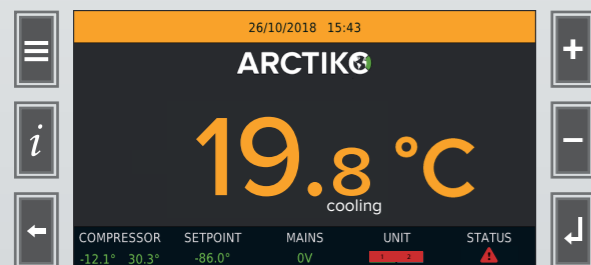 26/10/2018 15:43
ARCTIKO
19.8 °C
cooling
COMPRESSOR SETPOINT MAINS UNIT STATUS
-12.1° 30.3° -86.0° 0V 1 2
i